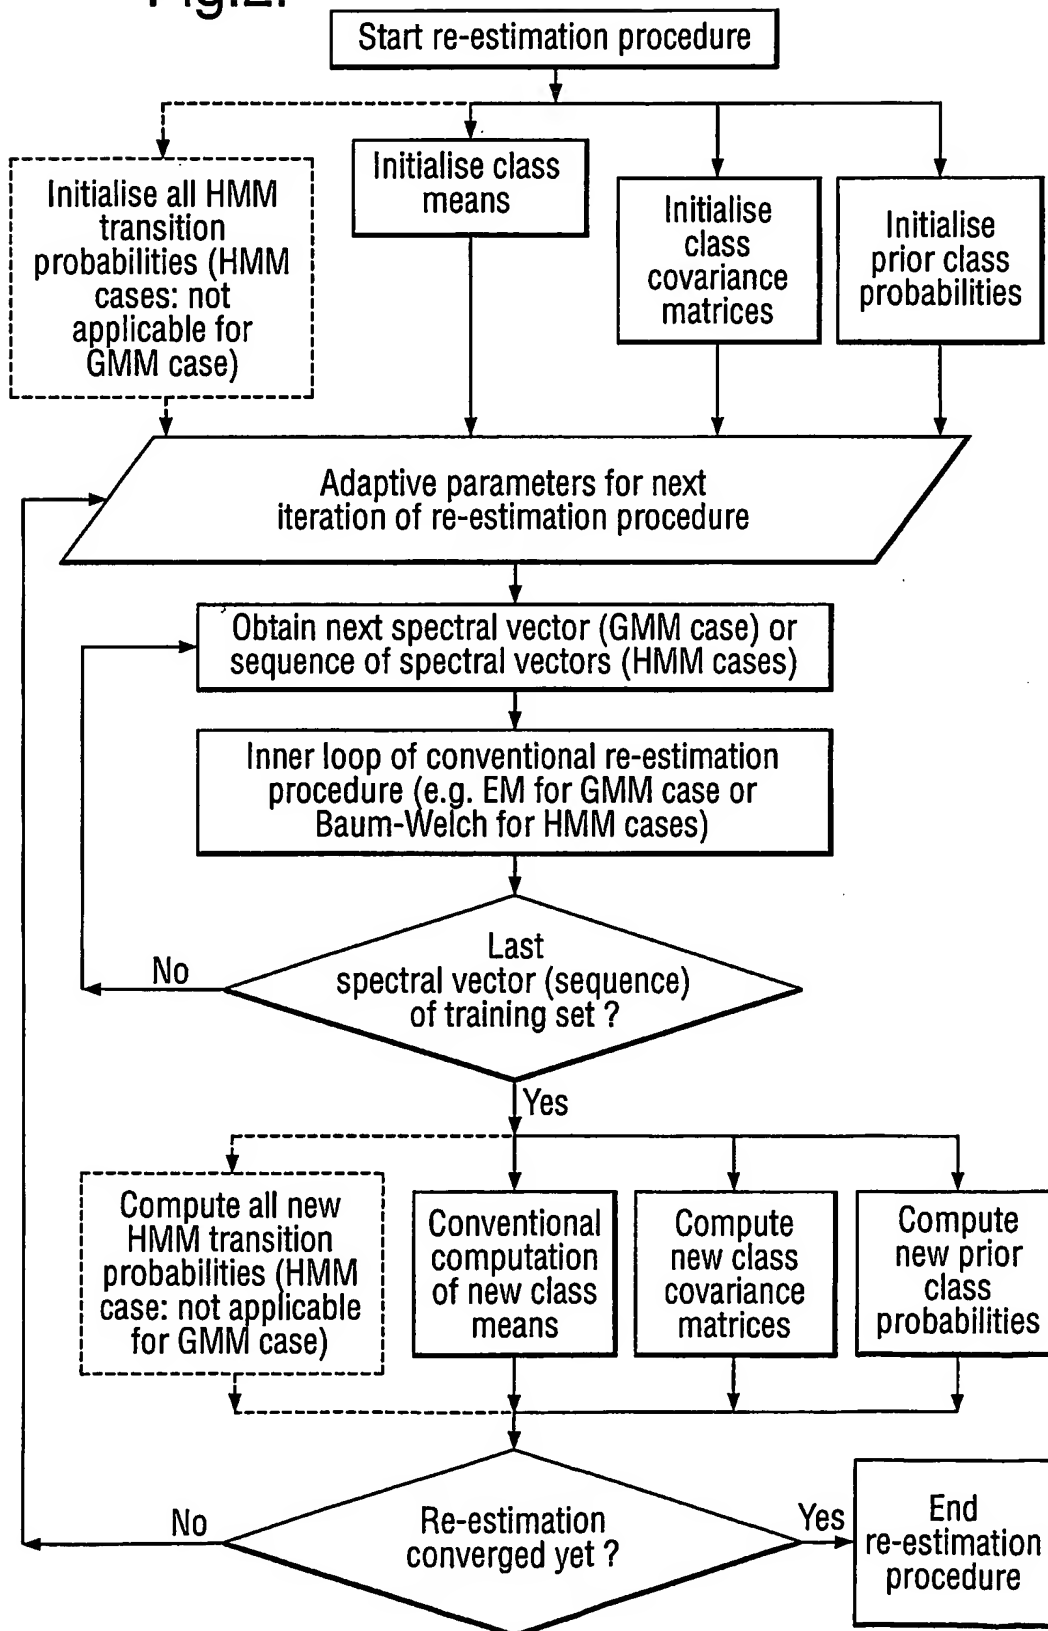 Fig.2.
Start re-estimation procedure
Initialise all HMM
transition
probabilities (HMM
cases: not
applicable for
GMM case)
Initialise class
means
Initialise
class
covariance
matrices
Initialise
prior class
probabilities
Adaptive parameters for next
iteration of re-estimation procedure
Obtain next spectral vector (GMM case) or
sequence of spectral vectors (HMM cases)
Inner loop of conventional re-estimation
procedure (e.g. EM for GMM case or
Baum-Welch for HMM cases)
Last
spectral vector (sequence)
of training set ?
No
Yes
Compute all new
HMM transition
probabilities (HMM
case: not applicable
for GMM case)
Conventional
computation
of new class
means
Compute
new class
covariance
matrices
Compute
new prior
class
probabilities
Re-estimation
converged yet ?
No
Yes
End
re-estimation
procedure